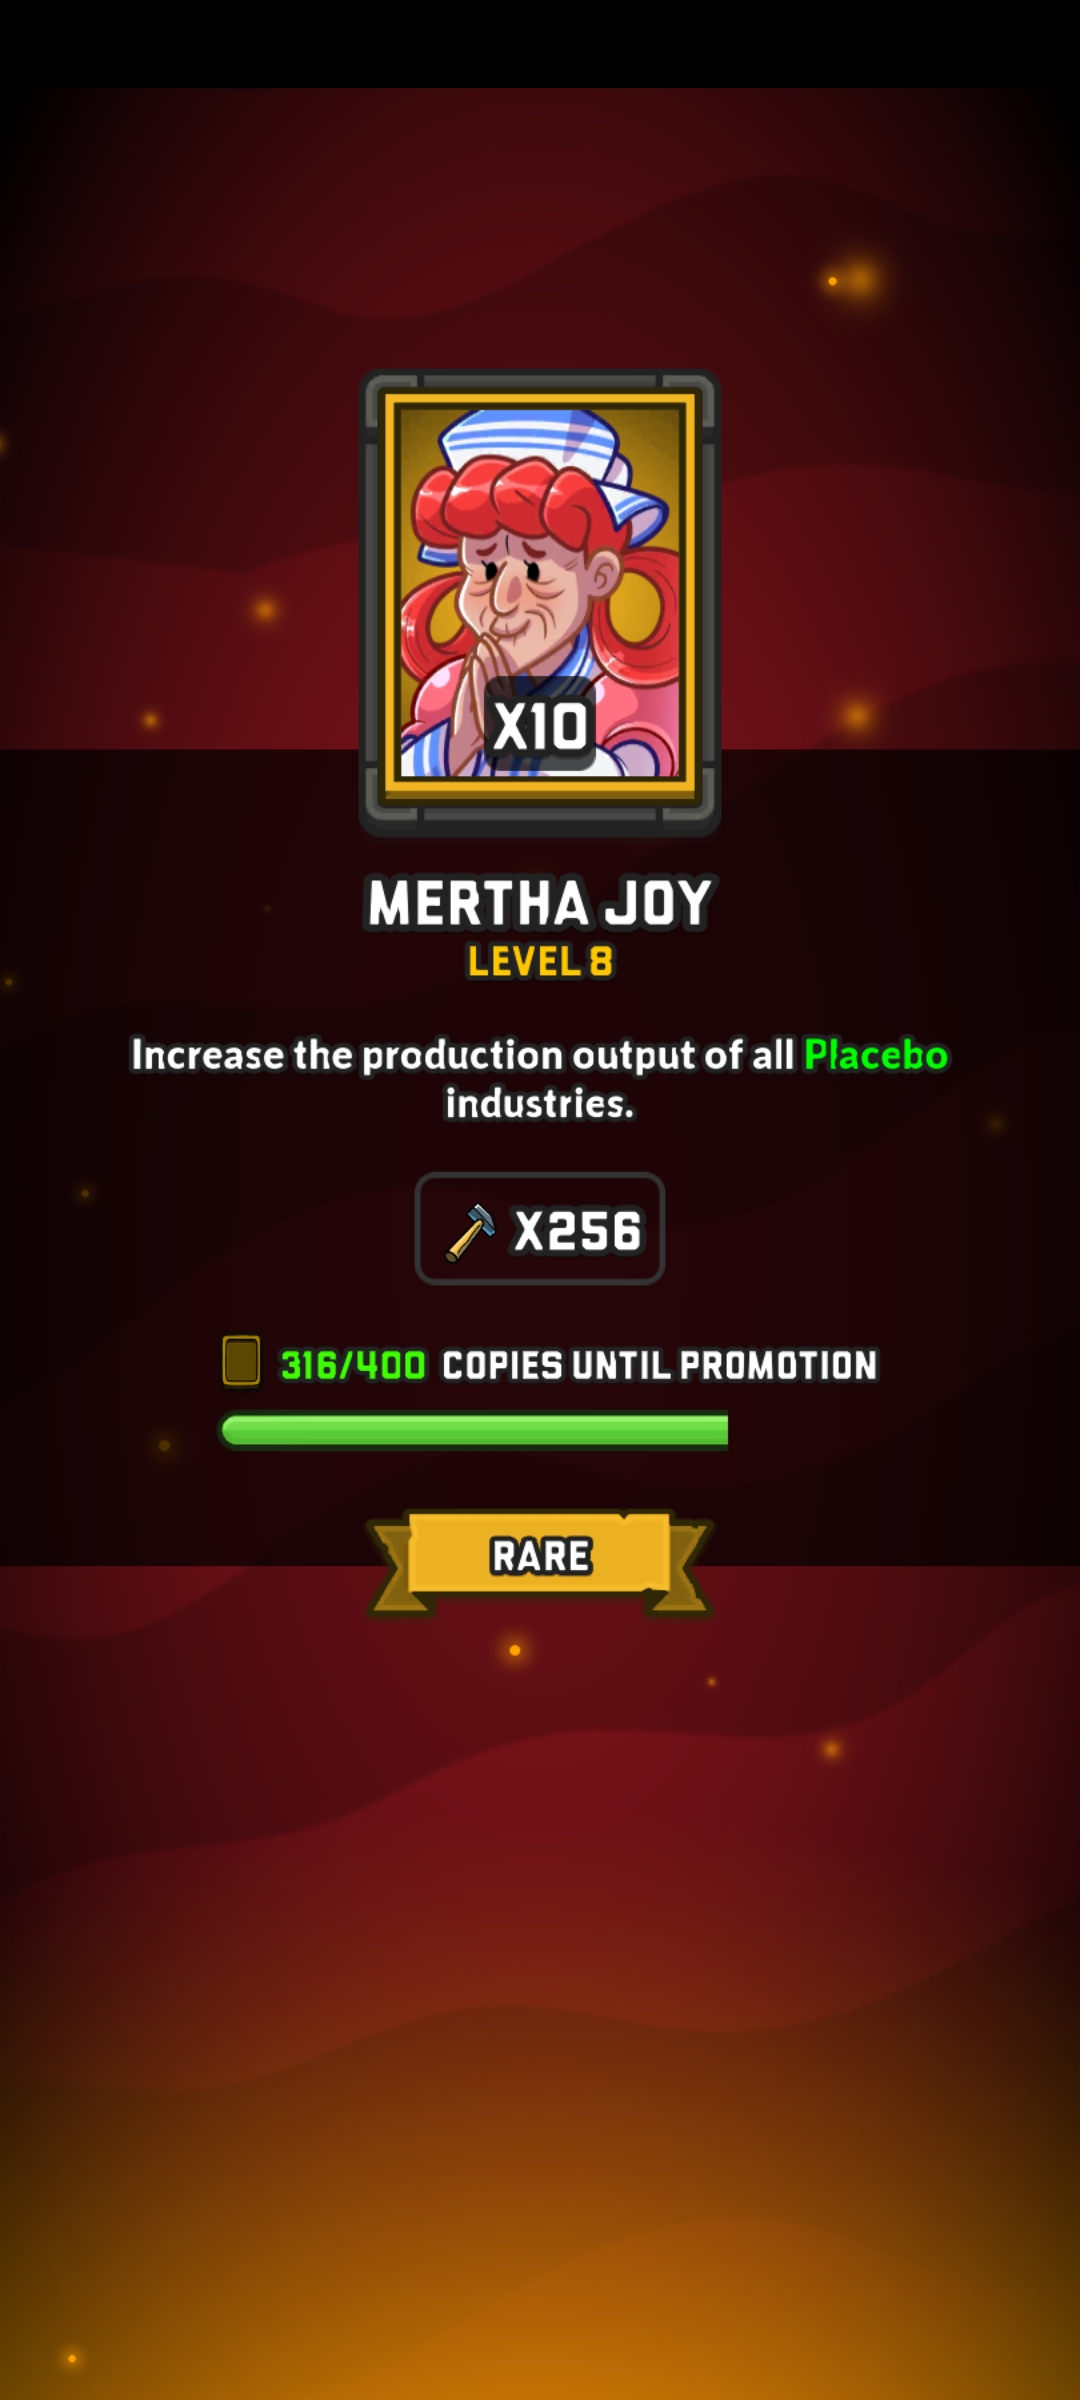 X10
MERTHA JOY
LEVEL 8
Increase the production output of all Placebo
industries.
X256
316/400 COPIES UNTIL PROMOTION
RARE